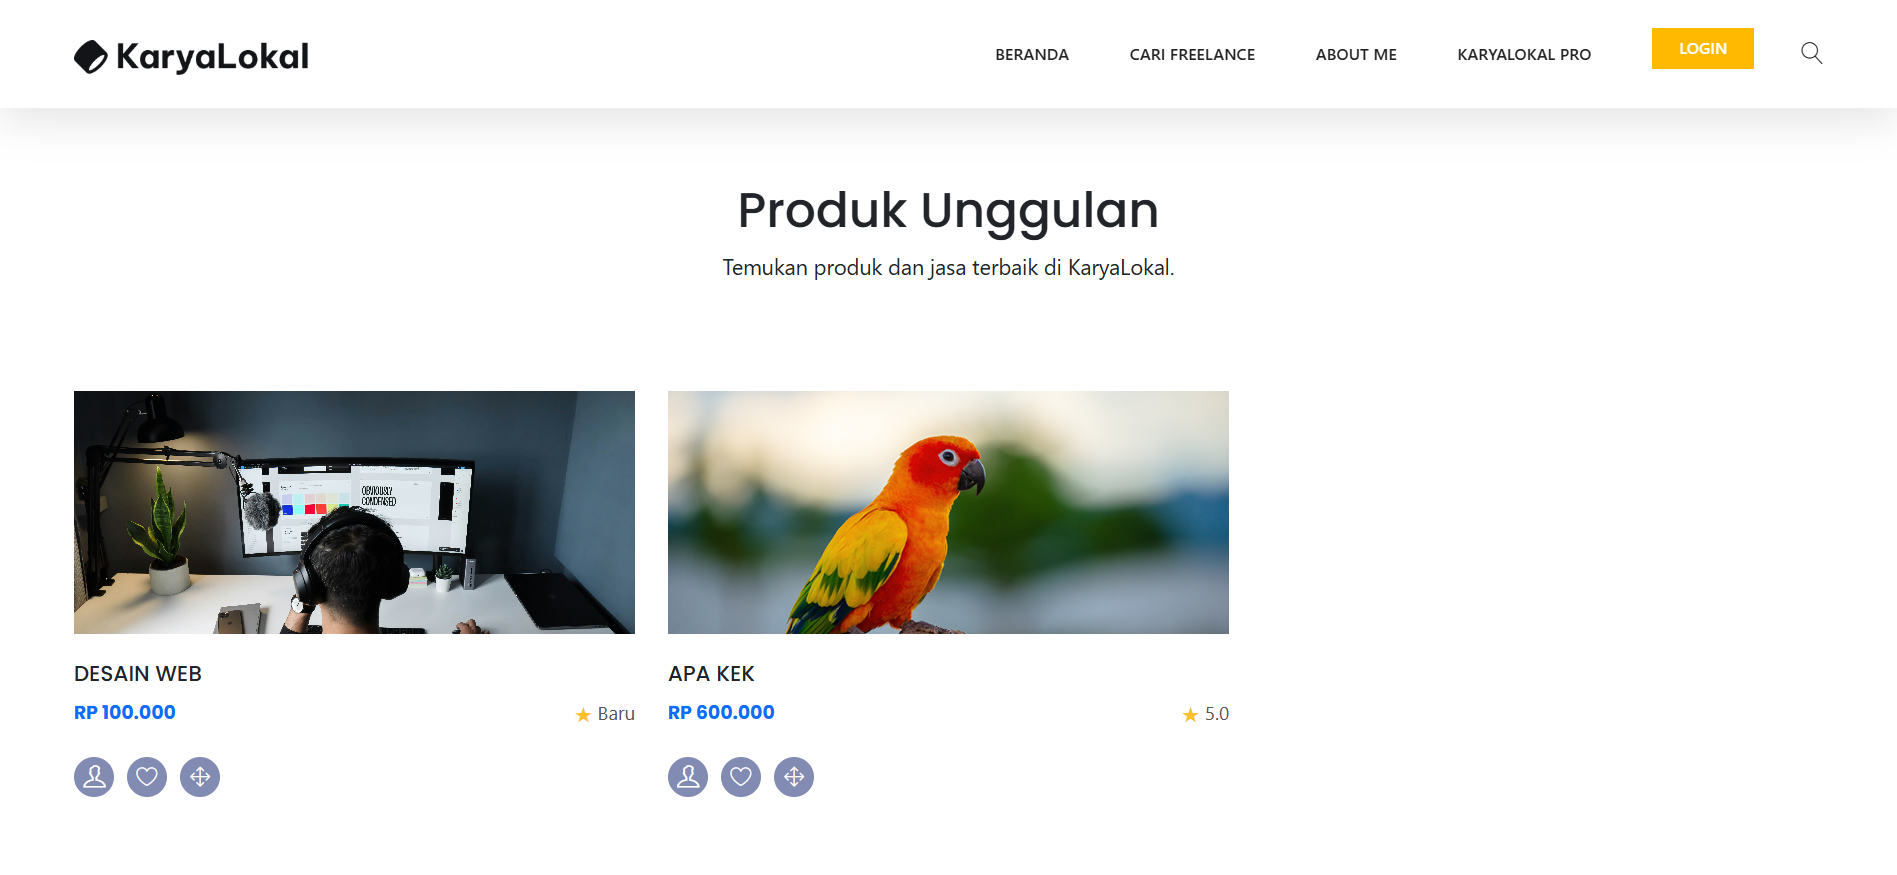 KaryaLokal
BERANDA
CARI FREELANCE
ABOUT ME
KARYALOKAL PRO
LOGIN
Produk Unggulan
Temukan produk dan jasa terbaik di KaryaLokal.
OBVIOUSLY
CONDENSED
DESAIN WEB
RP 100.000
Baru
APA KEK
RP 600.000
5.0